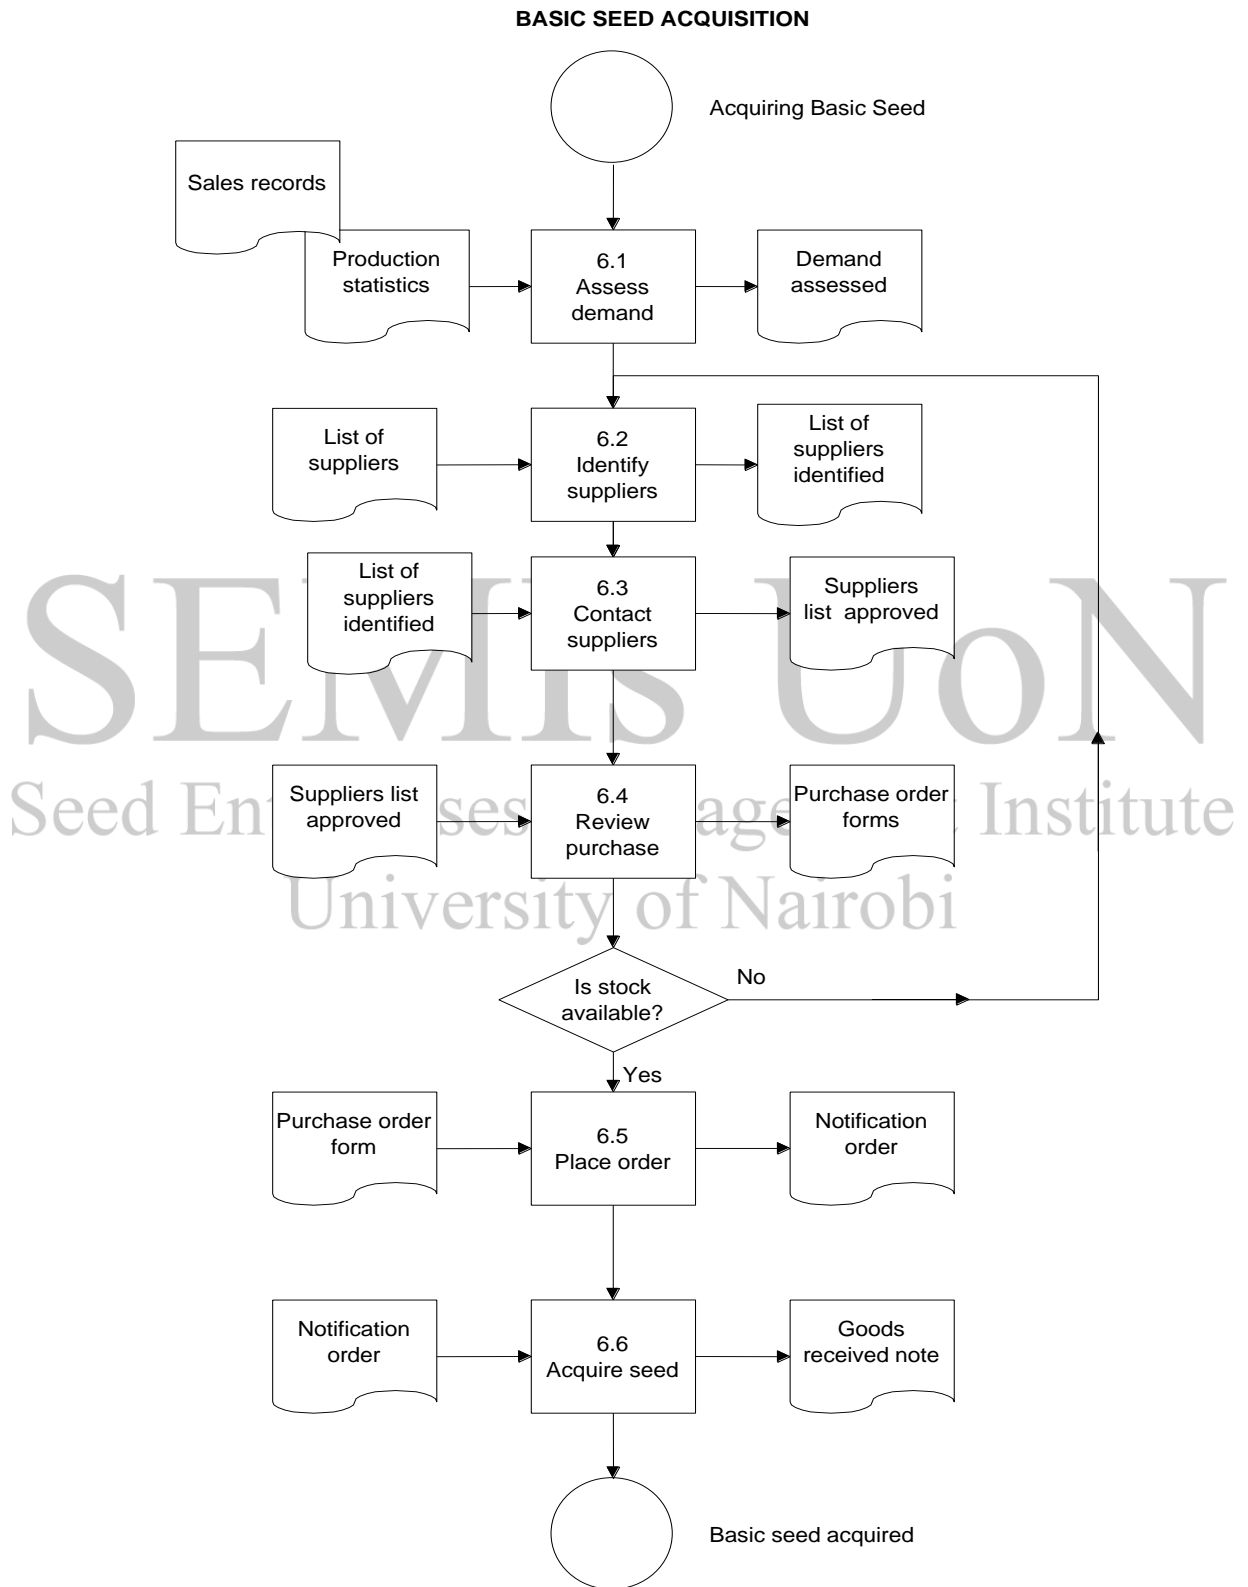 BASIC SEED ACQUISITION
Acquiring Basic Seed
Sales records
Production
statistics
6.1
Assess
demand
Demand
assessed
List of
suppliers
6.2
Identify
suppliers
List of
suppliers
identified
List of
suppliers
identified
6.3
Contact
suppliers
Suppliers
list approved
SEMIs UoN
Suppliers list
approved
6.4
Review
purchase
Purchase order
forms
Seed Ent ses age t Institute
University of Nairobi
Is stock
available?
No
Yes
Purchase order
form
6.5
Place order
Notification
order
Notification
order
6.6
Acquire seed
Goods
received note
Basic seed acquired